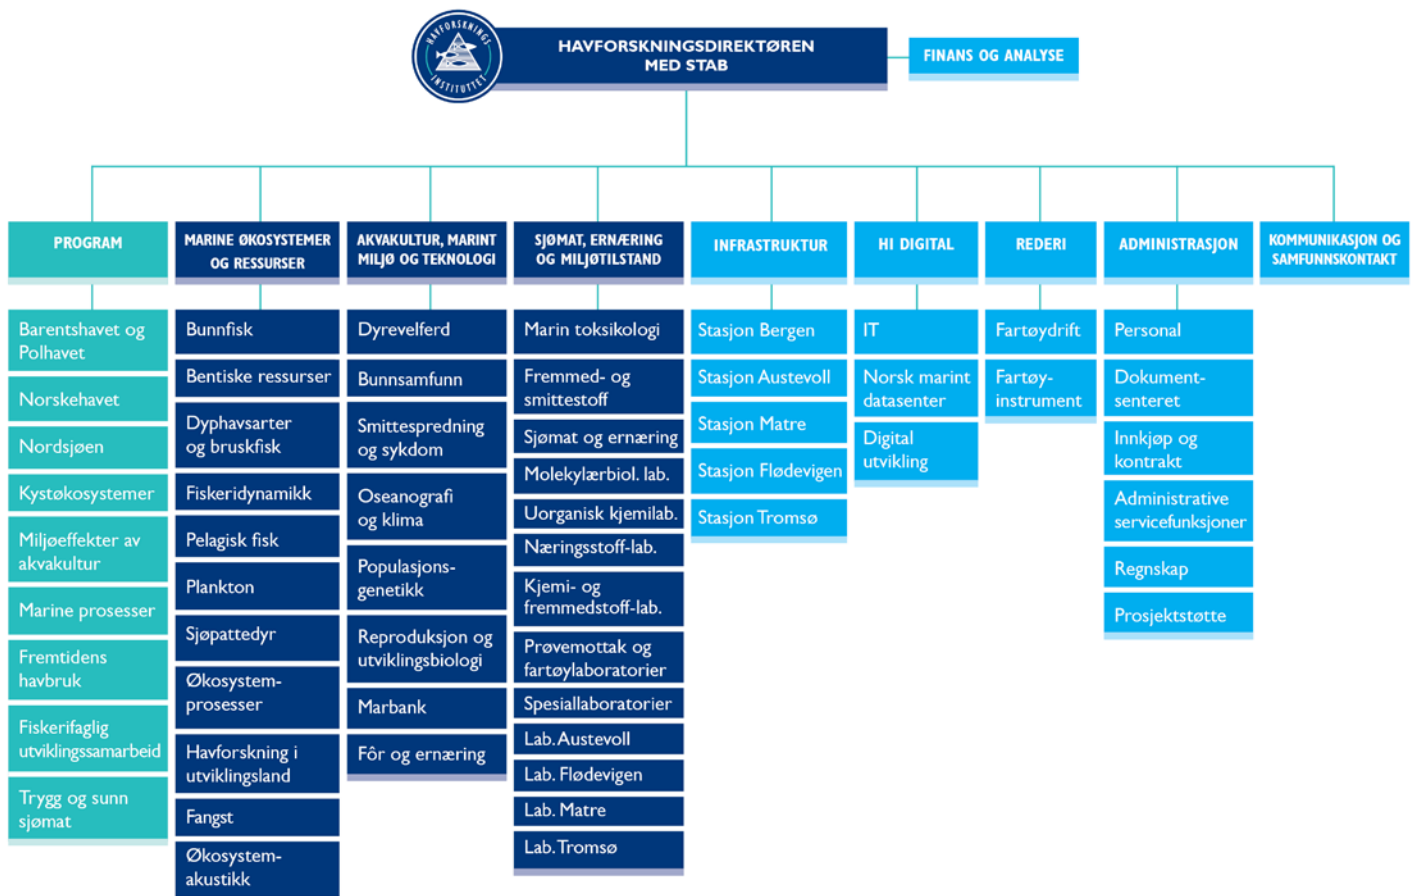 HAVFORSKNINGS
INSTITUTTET
HAVFORSKNINGSDIREKTØREN
MED STAB
FINANS OG ANALYSE
PROGRAM
Barentshavet og
Polhavet
Norskehavet
Nordsjøen
Kystøkosystemer
Miljøeffekter av
akvakultur
Marine prosesser
Fremtidens
havbruk
Fiskerifaglig
utviklingssamarbeid
Trygg og sunn
sjømat
MARINE ØKOSYSTEMER
OG RESSURSER
Bunnfisk
Bentiske ressurser
Dyphavsarter
og bruskfisk
Fiskeridynamikk
Pelagisk fisk
Plankton
Sjøpattedyr
Økosystem-
prosesser
Havforskning i
utviklingsland
Fangst
Økosystem-
akustikk
AKVAKULTUR, MARINT
MILJØ OG TEKNOLOGI
Dyrevelferd
Bunnsamfunn
Smittespredning
og sykdom
Oseanografi
og klima
Populasjons-
genetikk
Reproduksjon og
utviklingsbiologi
Marbank
Fôr og ernæring
SJØMAT, ERNÆRING
OG MILJØTILSTAND
Marin toksikologi
Fremmed- og
smittestoff
Sjømat og ernæring
Molekylærbiol. lab.
Uorganisk kjemilab.
Næringsstoff-lab.
Kjemi- og
fremmedstoff-lab.
Prøvemottak og
fartøylaboratorier
Spesiallaboratorier
Lab. Austevoll
Lab. Flødevigen
Lab. Matre
Lab. Tromsø
INFRASTRUKTUR
Stasjon Bergen
Stasjon Austevoll
Stasjon Matre
Stasjon Flødevigen
Stasjon Tromsø
HI DIGITAL
IT
Norsk marint
datasenter
Digital
utvikling
REDERI
Fartøydrift
Fartøy-
instrument
ADMINISTRASJON
Personal
Dokument-
senteret
Innkjøp og
kontrakt
Administrative
servicefunksjoner
Regnskap
Prosjektstøtte
KOMMUNIKASJON OG
SAMFUNNSKONTAKT